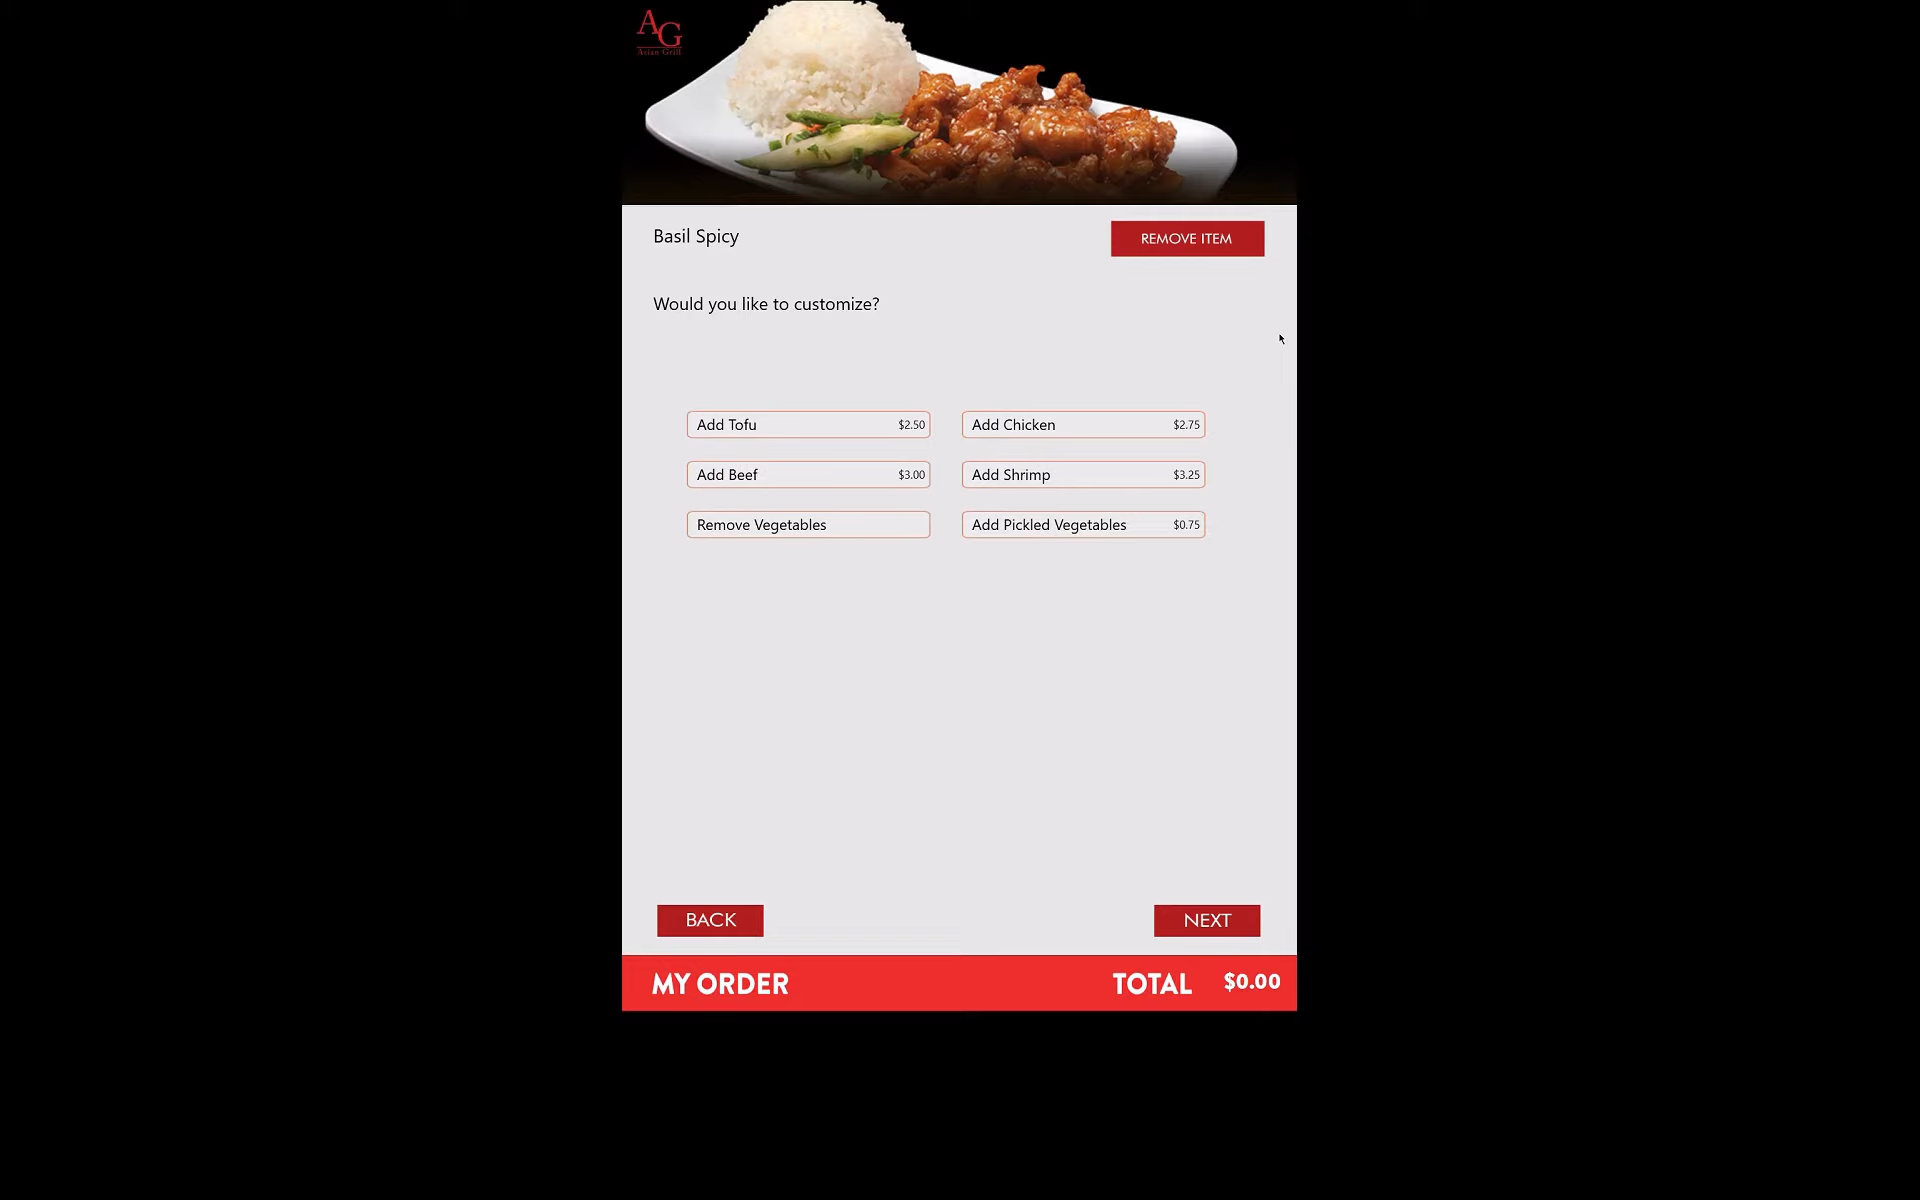 AG
Asian Grill
Basil Spicy
REMOVE ITEM
Would you like to customize?
Add Tofu $2.50
Add Chicken $2.75
Add Beef $3.00
Add Shrimp $3.25
Remove Vegetables
Add Pickled Vegetables $0.75
BACK
NEXT
MY ORDER
TOTAL $0.00